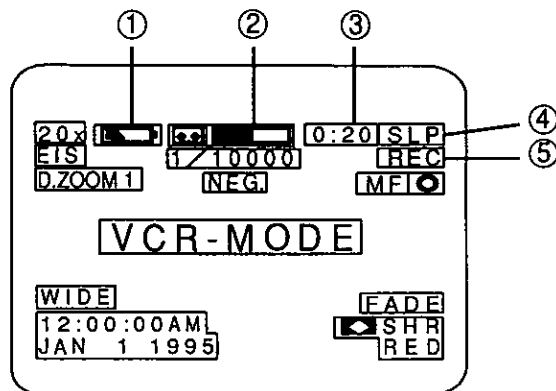 ① ② ③
20x 0:20 SLP ④
EIS 1/10000 REC ⑤
D.ZOOM 1 NEG. MF
VCR-MODE
WIDE FADE
12:00:00AM SHR
JAN 1 1995 RED